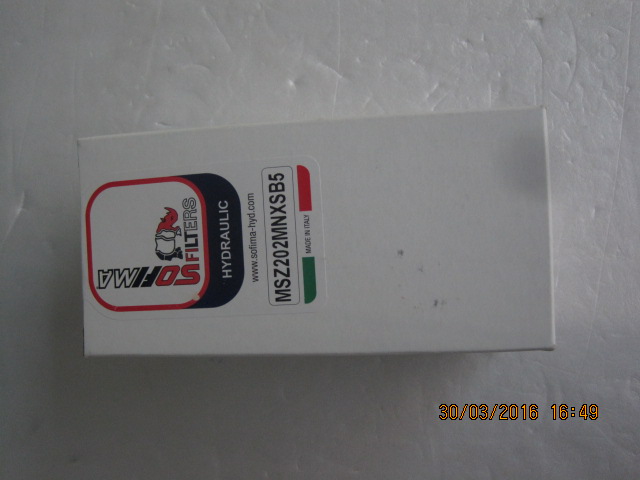 SOFIMA
FILTERS
HYDRAULIC
www.sofima-hyd.com
MSZ202MNXSB5
MADE IN ITALY
30/03/2016 16:49